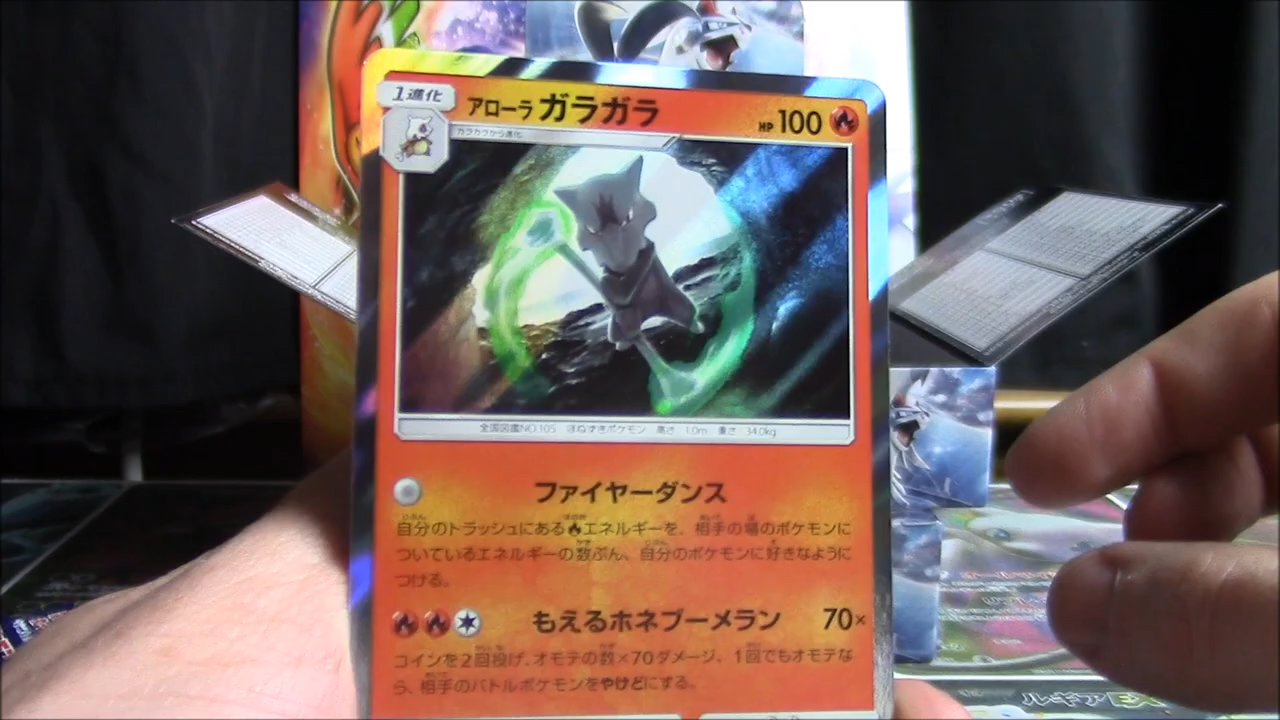 1進化
アローラ ガラガラ
HP 100
カラカラから進化
全国図鑑NO.105 ほねずきポケモン 高さ:1.0m 重さ:34.0kg
ファイヤーダンス
自分のトラッシュにあるエネルギーを、相手の場のポケモンに
ついているエネルギーの数ぶん、自分のポケモンに好きなように
つける。
もえるホネブーメラン 70×
コインを2回投げ、オモテの数×70ダメージ。1回でもオモテな
ら、相手のバトルポケモンをやけどにする。
ルギアEX